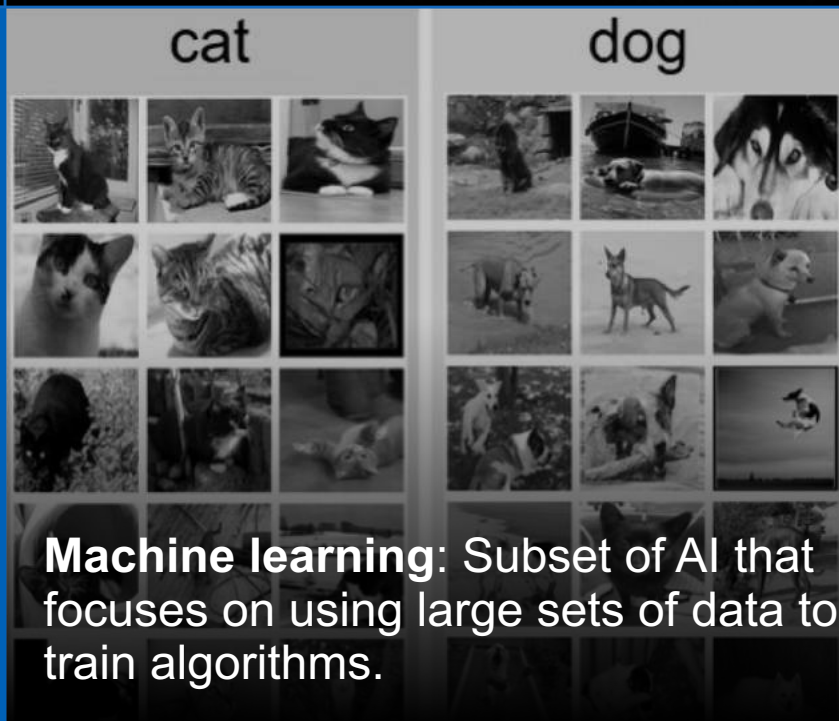 cat
dog
Machine learning: Subset of AI that
focuses on using large sets of data to
train algorithms.